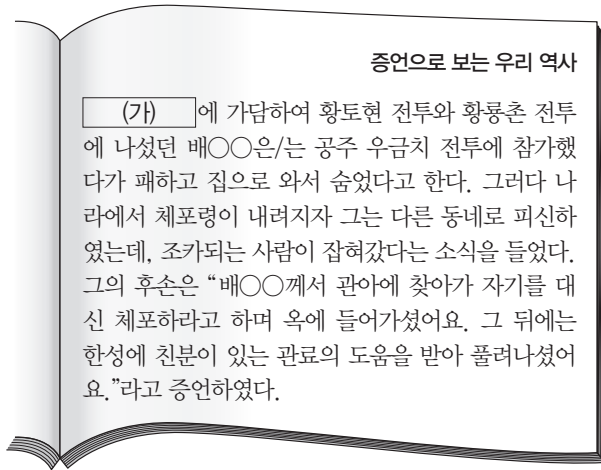 증언으로 보는 우리 역사
(가) 에 가담하여 황토현 전투와 황룡촌 전투
에 나섰던 배○○은/는 공주 우금치 전투에 참가했
다가 패하고 집으로 와서 숨었다고 한다. 그러다 나
라에서 체포령이 내려지자 그는 다른 동네로 피신하
였는데, 조카되는 사람이 잡혀갔다는 소식을 들었다.
그의 후손은 “배○○께서 관아에 찾아가 자기를 대
신 체포하라고 하며 옥에 들어가셨어요. 그 뒤에는
한성에 친분이 있는 관료의 도움을 받아 풀려나셨어
요.”라고 증언하였다.